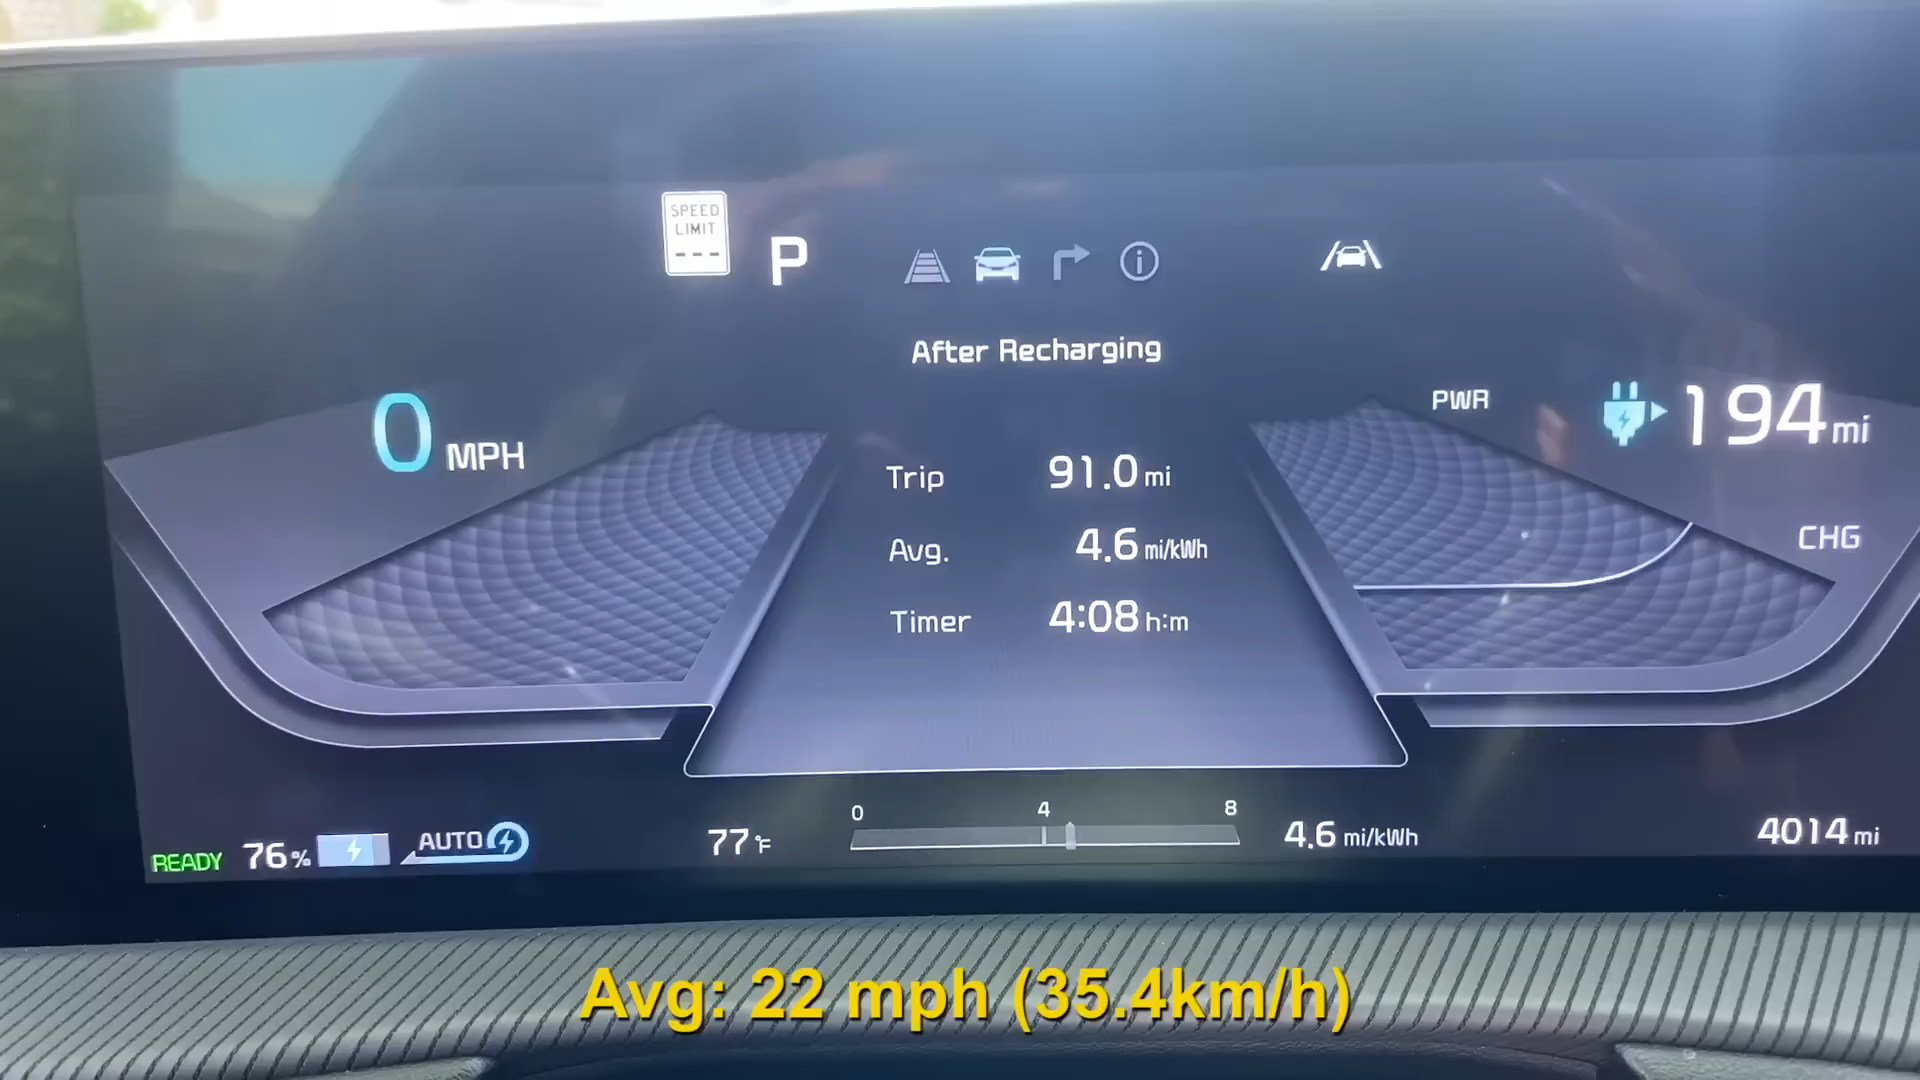 SPEED
LIMIT
---
P
After Recharging
0 MPH
PWR
194 mi
Trip 91.0 mi
CHG
Avg. 4.6 mi/kWh
Timer 4:08 h:m
0 4 8
READY 76% AUTO
77°F
4.6 mi/kWh
4014 mi
Avg: 22 mph (35.4km/h)